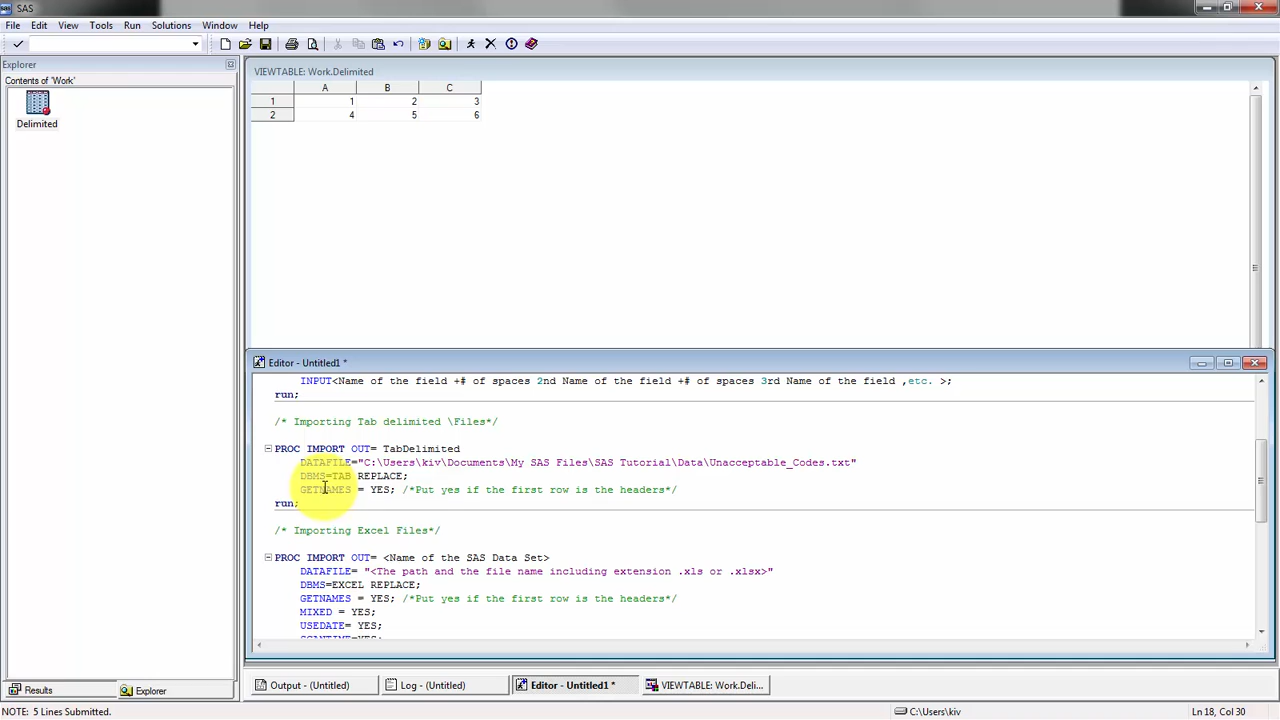 SAS
File Edit View Tools Run Solutions Window Help
Explorer
Contents of 'Work'
Delimited
VIEWTABLE: Work.Delimited
A B C
1 1 2 3
2 4 5 6
Editor - Untitled1 *
INPUT<Name of the field +# of spaces 2nd Name of the field +# of spaces 3rd Name of the field ,etc. >;
run;
/* Importing Tab delimited \Files*/
PROC IMPORT OUT= TabDelimited
DATAFILE="C:\Users\kiv\Documents\My SAS Files\SAS Tutorial\Data\Unacceptable_Codes.txt"
DBMS=TAB REPLACE;
GETNAMES = YES; /*Put yes if the first row is the headers*/
run;
/* Importing Excel Files*/
PROC IMPORT OUT= <Name of the SAS Data Set>
DATAFILE= "<The path and the file name including extension .xls or .xlsx>"
DBMS=EXCEL REPLACE;
GETNAMES = YES; /*Put yes if the first row is the headers*/
MIXED = YES;
USEDATE= YES;
SCANTIME=YES;
Results Explorer
Output - (Untitled) Log - (Untitled) Editor - Untitled1 * VIEWTABLE: Work.Deli...
NOTE: 5 Lines Submitted. C:\Users\kiv Ln 18, Col 30